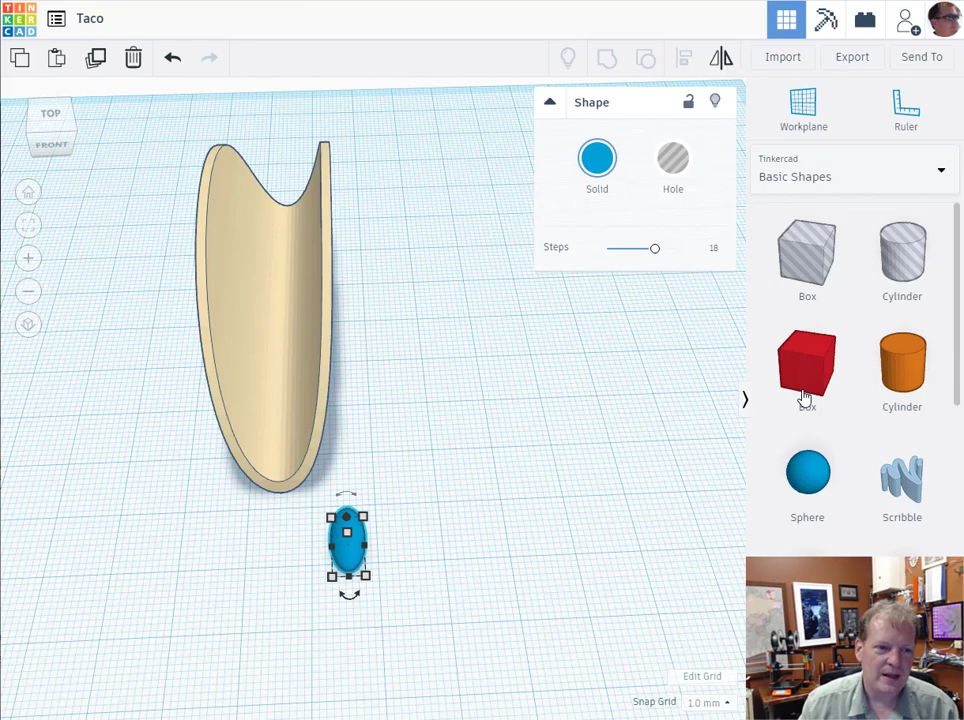 TIN
KER
CAD
Taco
Import
Export
Send To
TOP
FRONT
Shape
Solid
Hole
Steps
18
Workplane
Ruler
Tinkercad
Basic Shapes
Box
Cylinder
Box
Cylinder
Sphere
Scribble
Edit Grid
Snap Grid
1.0 mm